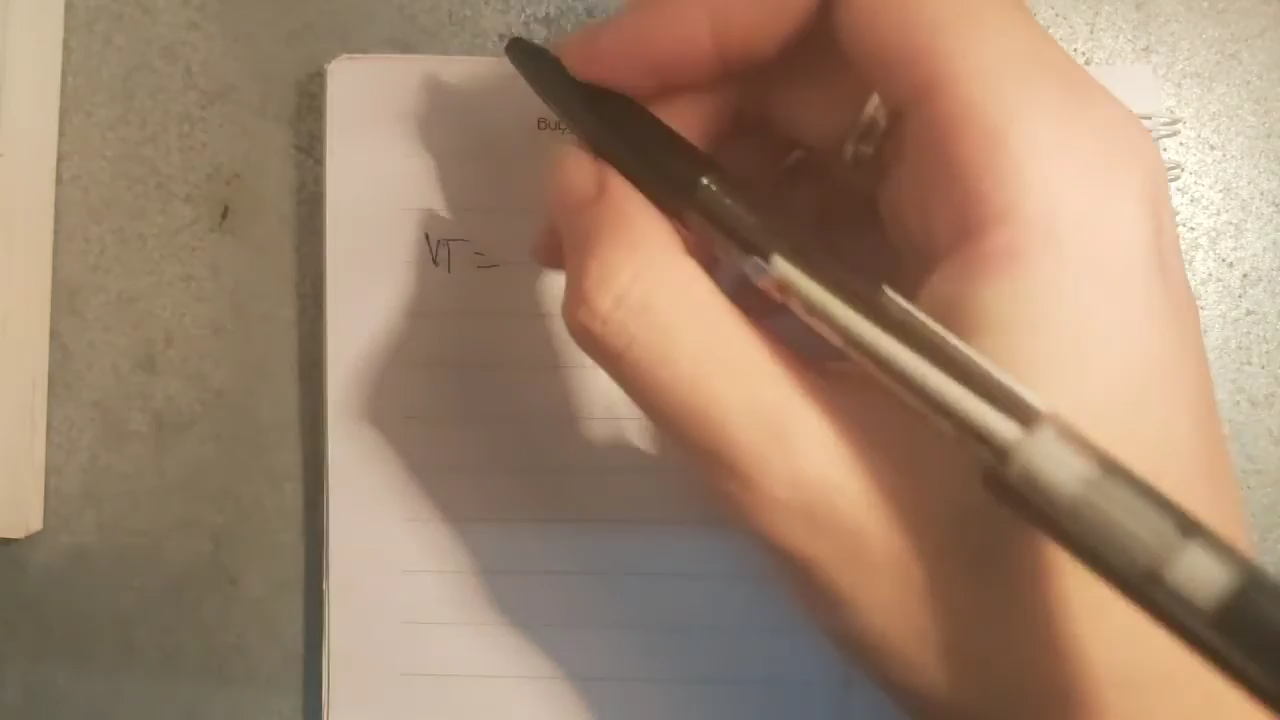 VT =